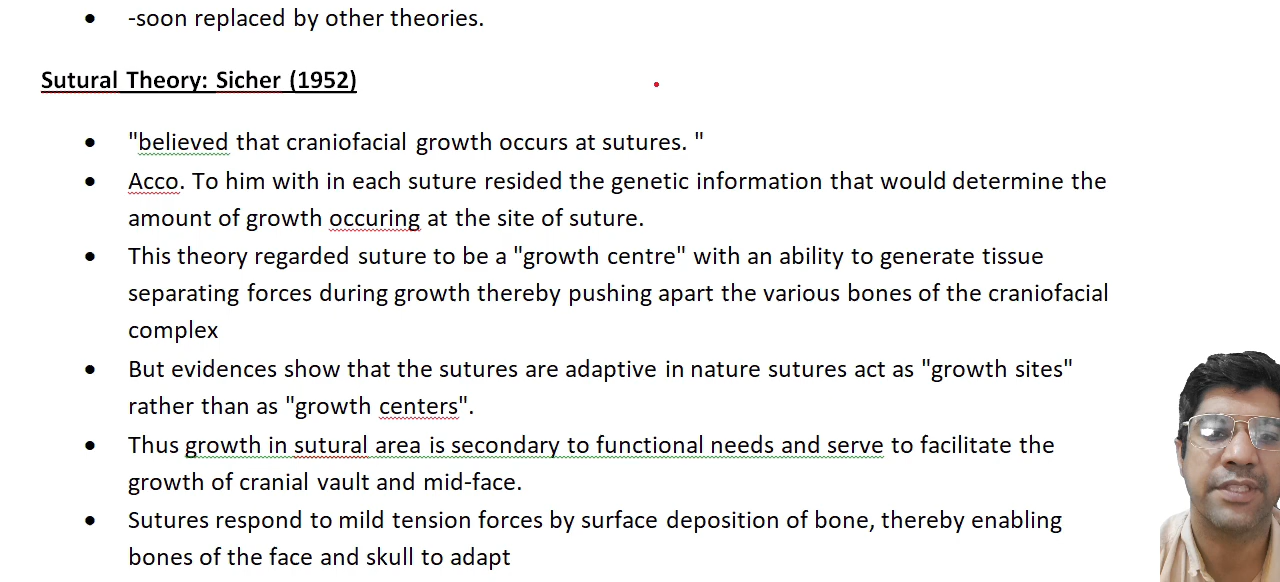 -soon replaced by other theories.
Sutural Theory: Sicher (1952)
"believed that craniofacial growth occurs at sutures. "
Acco. To him with in each suture resided the genetic information that would determine the
amount of growth occuring at the site of suture.
This theory regarded suture to be a "growth centre" with an ability to generate tissue
separating forces during growth thereby pushing apart the various bones of the craniofacial
complex
But evidences show that the sutures are adaptive in nature sutures act as "growth sites"
rather than as "growth centers".
Thus growth in sutural area is secondary to functional needs and serve to facilitate the
growth of cranial vault and mid-face.
Sutures respond to mild tension forces by surface deposition of bone, thereby enabling
bones of the face and skull to adapt